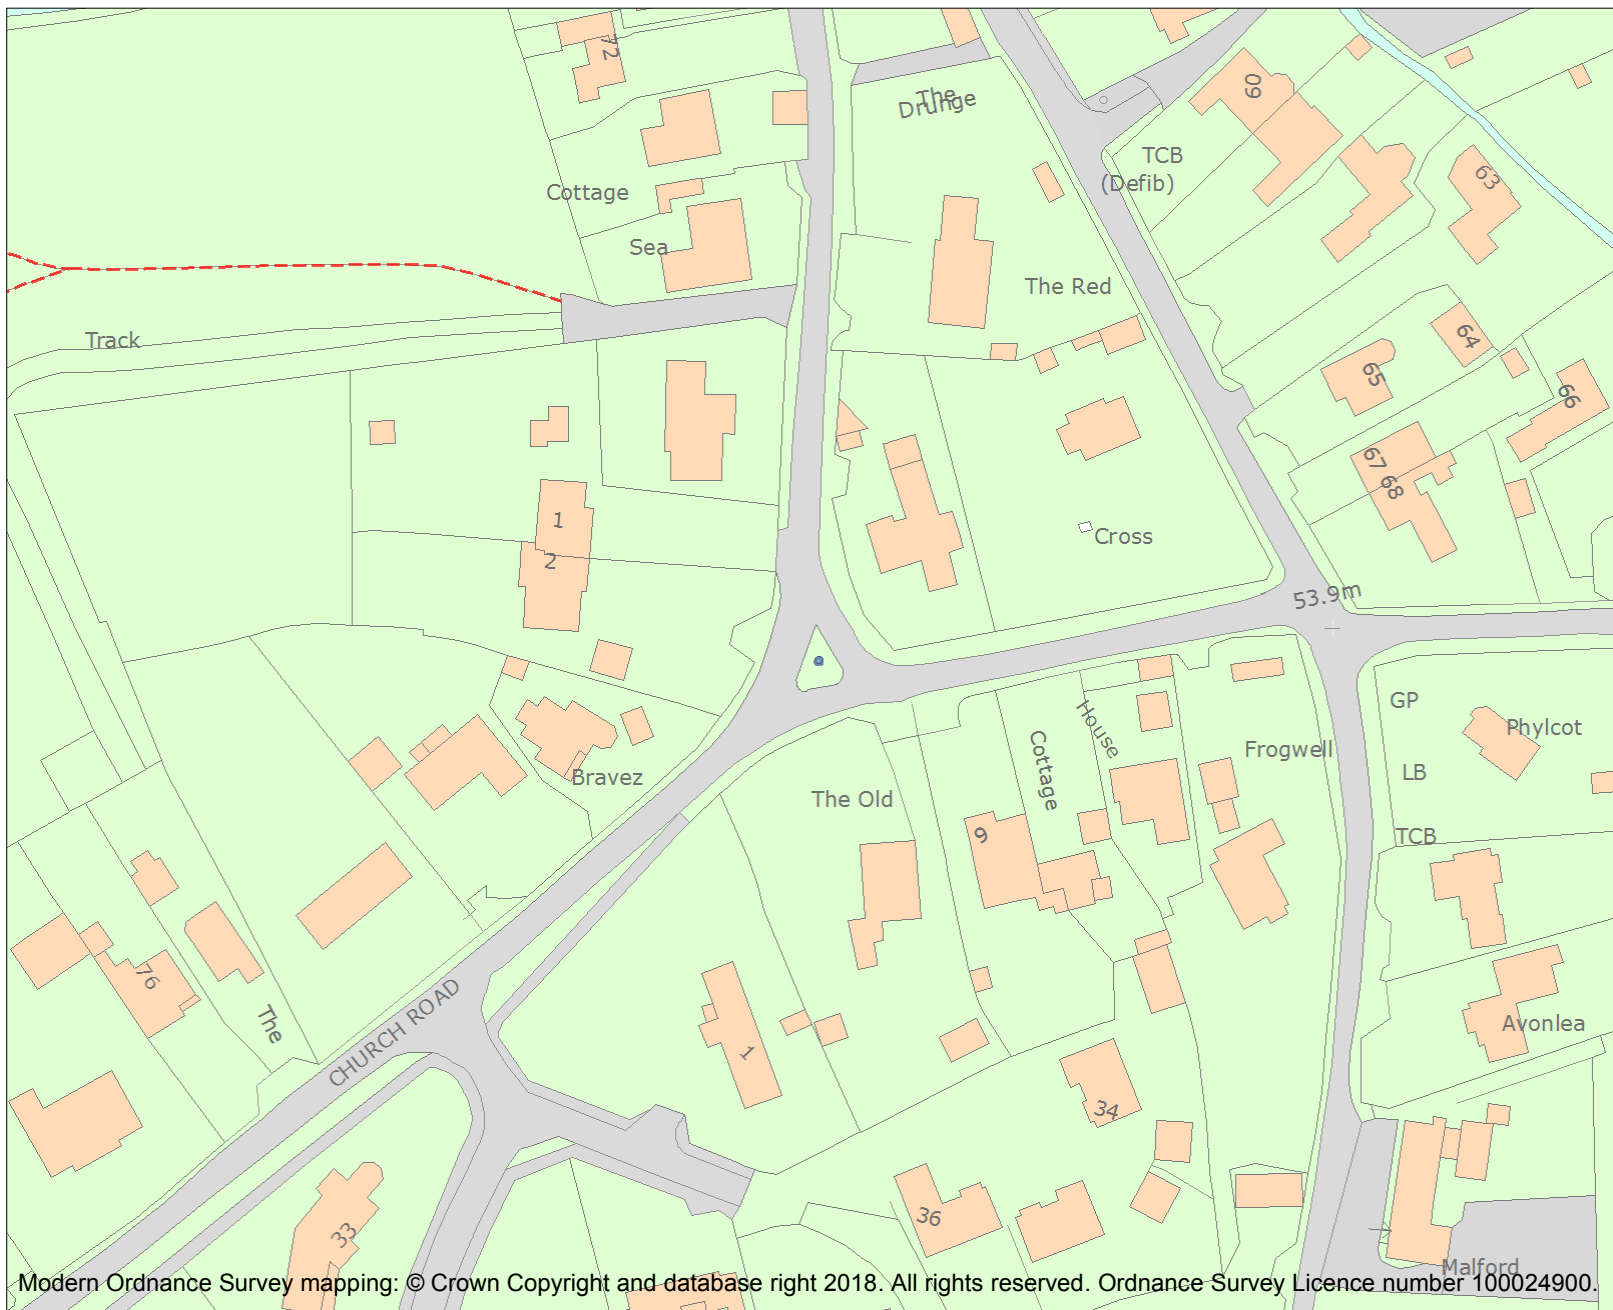 72
The
Drunge
60
TCB
(Defib)
63
Cottage
Sea
The Red
Track
64
65
66
67
68
1
2
Cross
53.9m
GP
Phylcot
House
Cottage
Frogwell
Bravez
LB
The Old
9
TCB
76
The
CHURCH ROAD
1
Avonlea
34
36
33
Malford
Modern Ordnance Survey mapping: © Crown Copyright and database right 2018. All rights reserved. Ordnance Survey Licence number 100024900.